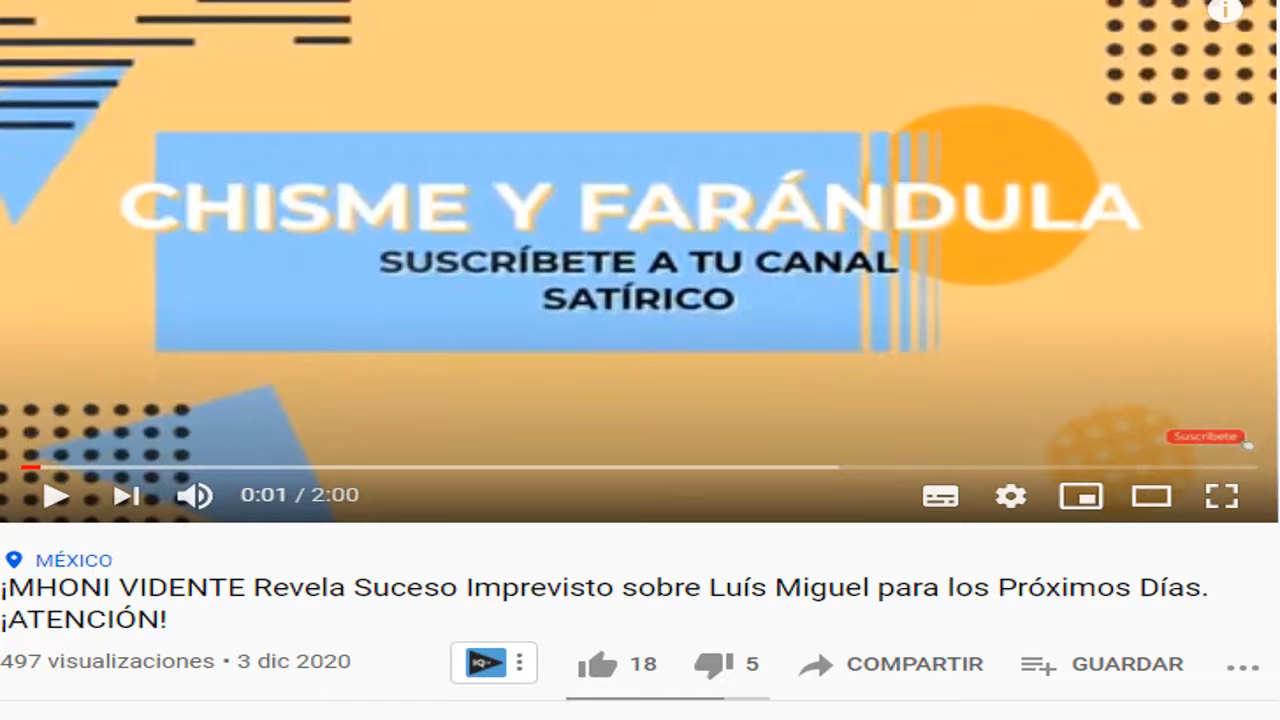 CHISME Y FARÁNDULA
SUSCRÍBETE A TU CANAL
SATÍRICO
Suscríbete
0:01 / 2:00
MÉXICO
¡MHONI VIDENTE Revela Suceso Imprevisto sobre Luís Miguel para los Próximos Días.
¡ATENCIÓN!
497 visualizaciones • 3 dic 2020
IQ
18
5
COMPARTIR
GUARDAR